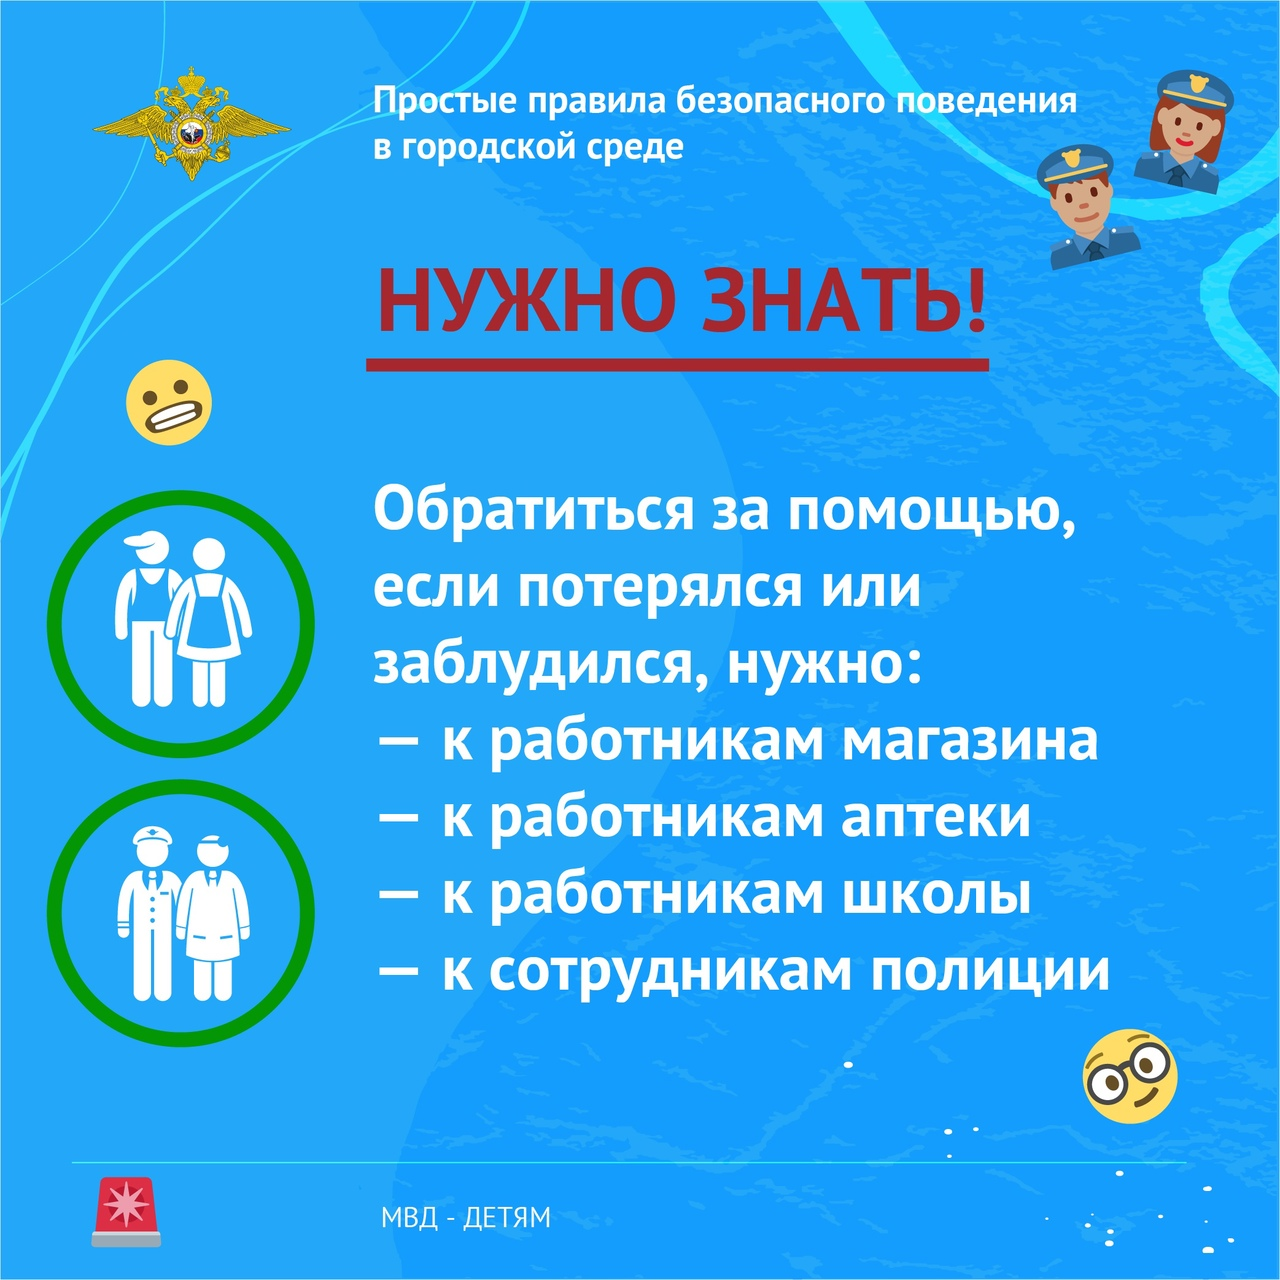 Простые правила безопасного поведения
в городской среде
НУЖНО ЗНАТЬ!
Обратиться за помощью,
если потерялся или
заблудился, нужно:
— к работникам магазина
— к работникам аптеки
— к работникам школы
— к сотрудникам полиции
МВД - ДЕТЯМ